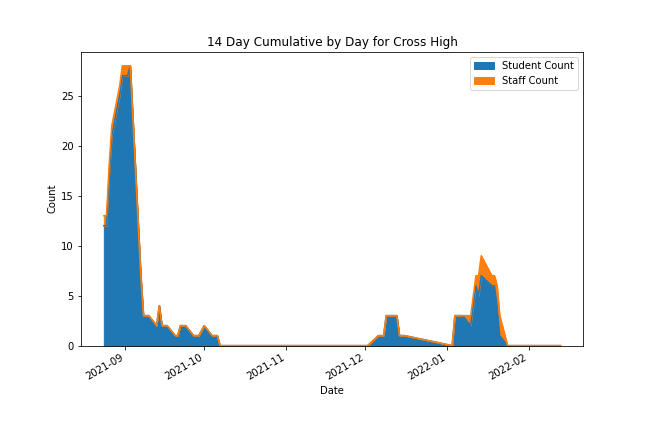 14 Day Cumulative by Day for Cross High
Student Count
Staff Count
25
20
15
10
5
0
Count
2021-09
2021-10
2021-11
2021-12
2022-01
2022-02
Date